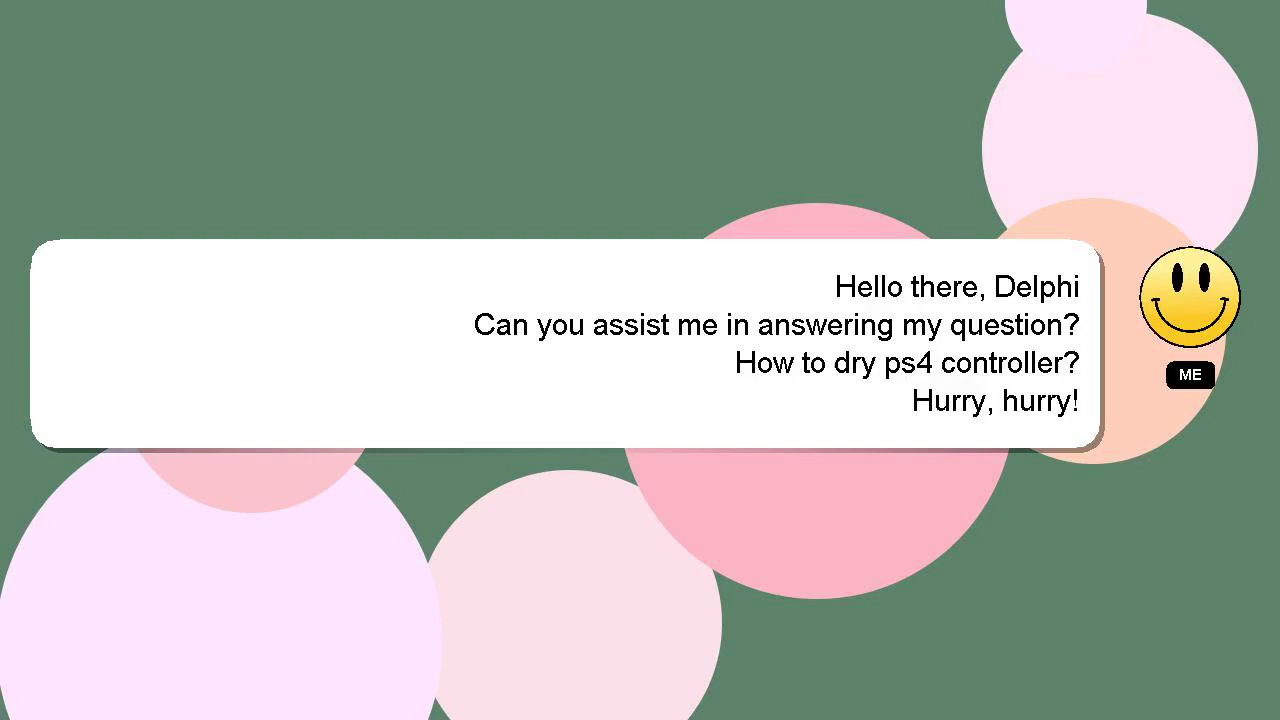 Hello there, Delphi
Can you assist me in answering my question?
How to dry ps4 controller?
Hurry, hurry!
ME